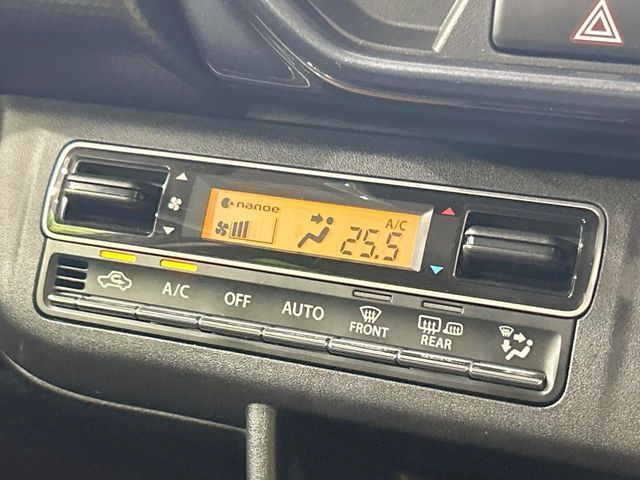 nanoe
A/C
25.5
A/C
OFF
AUTO
FRONT
REAR